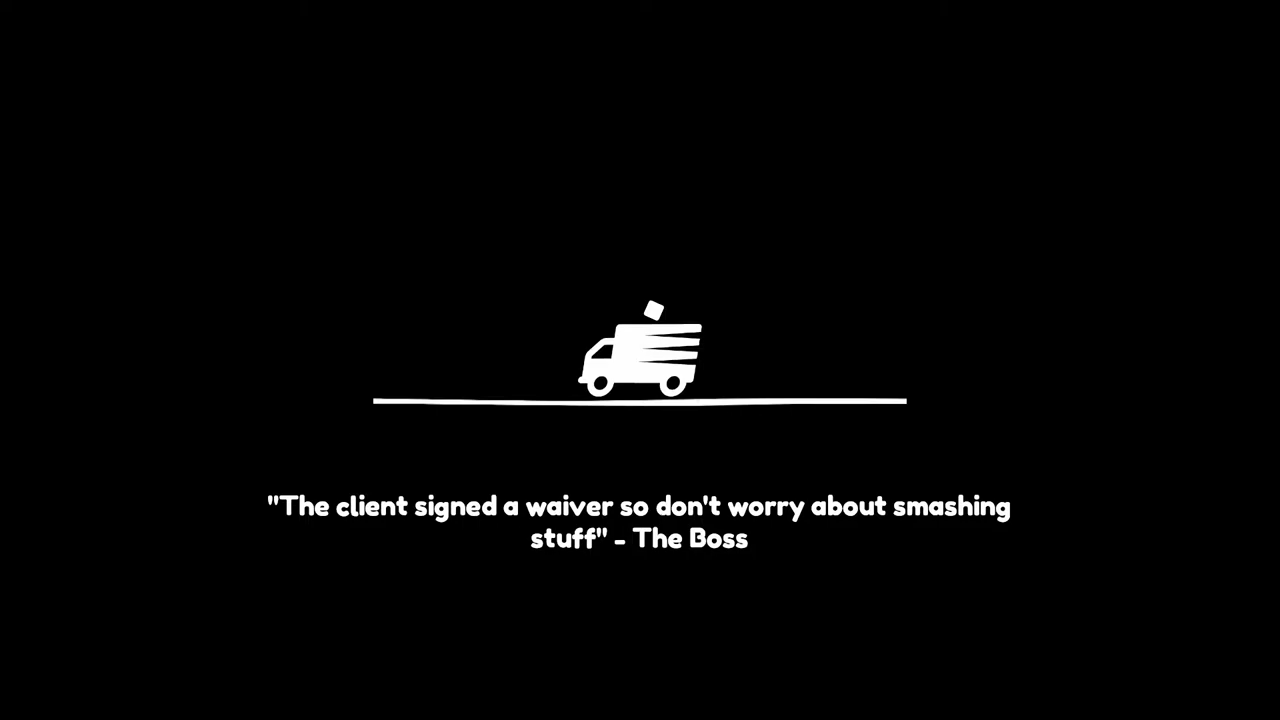 "The client signed a waiver so don't worry about smashing
stuff" - The Boss